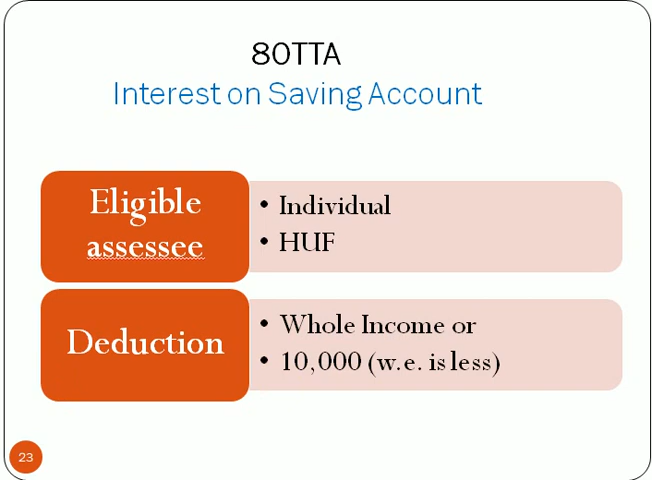 80TTA
Interest on Saving Account
Eligible
assessee
• Individual
• HUF
Deduction
• Whole Income or
• 10,000 (w.e. is less)
23